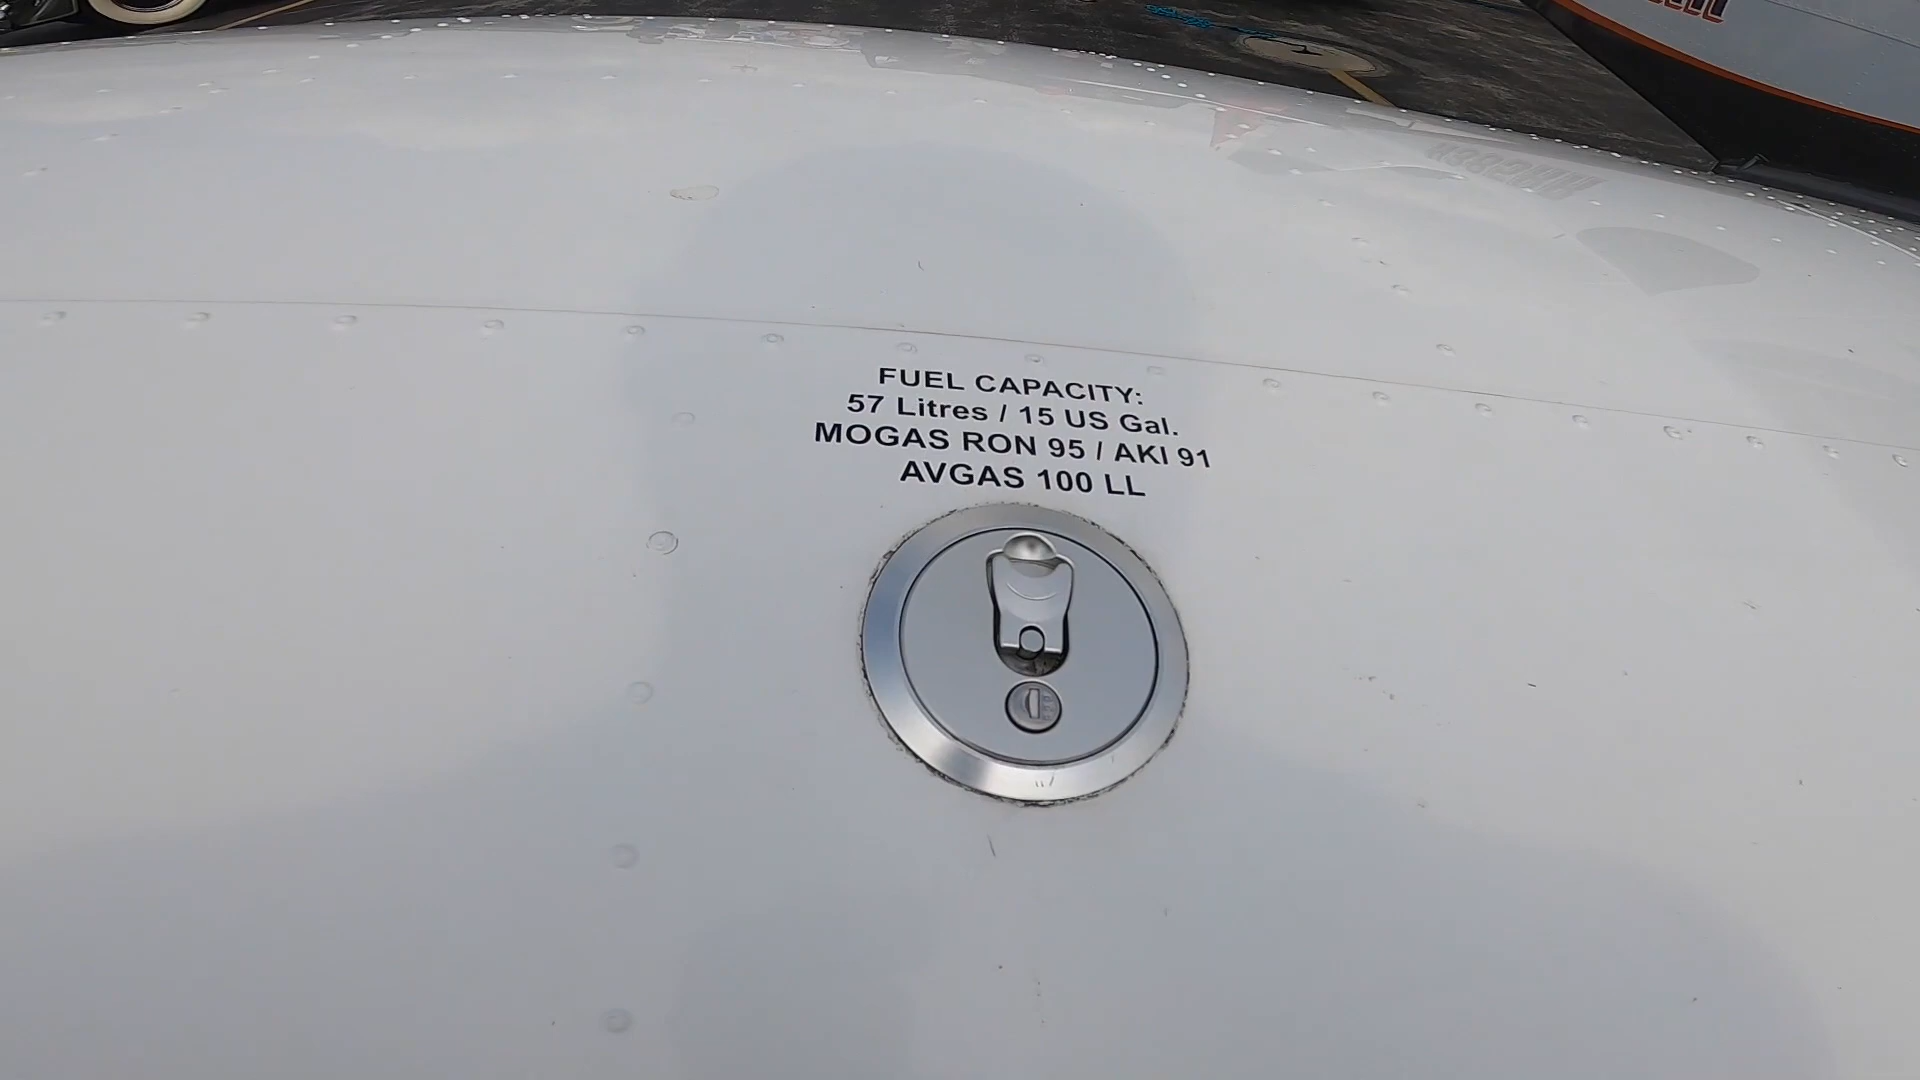 FUEL CAPACITY:
57 Litres / 15 US Gal.
MOGAS RON 95 / AKI 91
AVGAS 100 LL